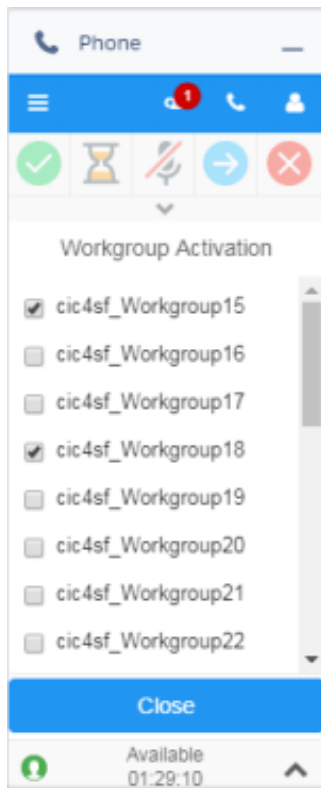 Phone
1
Workgroup Activation
cic4sf_Workgroup15
cic4sf_Workgroup16
cic4sf_Workgroup17
cic4sf_Workgroup18
cic4sf_Workgroup19
cic4sf_Workgroup20
cic4sf_Workgroup21
cic4sf_Workgroup22
Close
Available
01:29:10